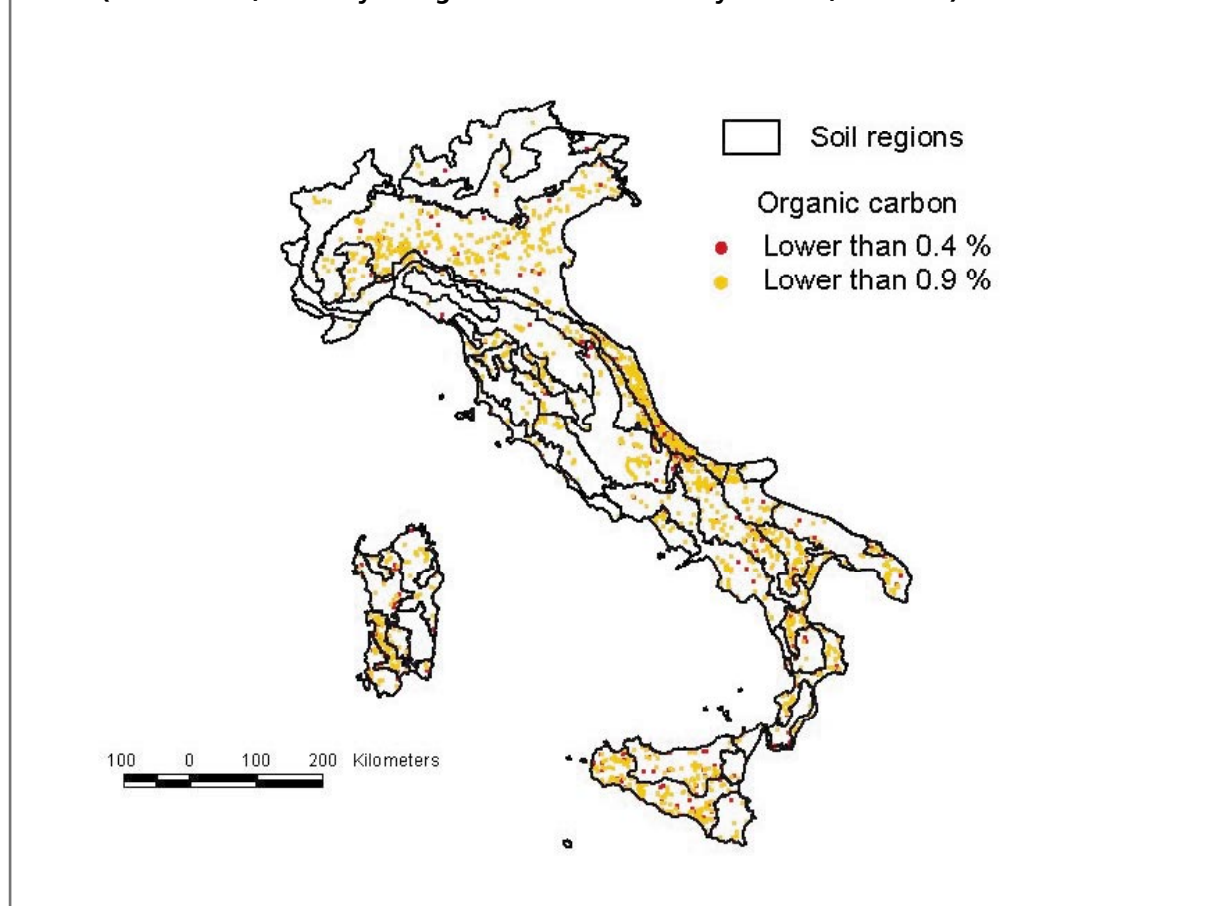 Soil regions
Organic carbon
Lower than 0.4 %
Lower than 0.9 %
100 0 100 200 Kilometers